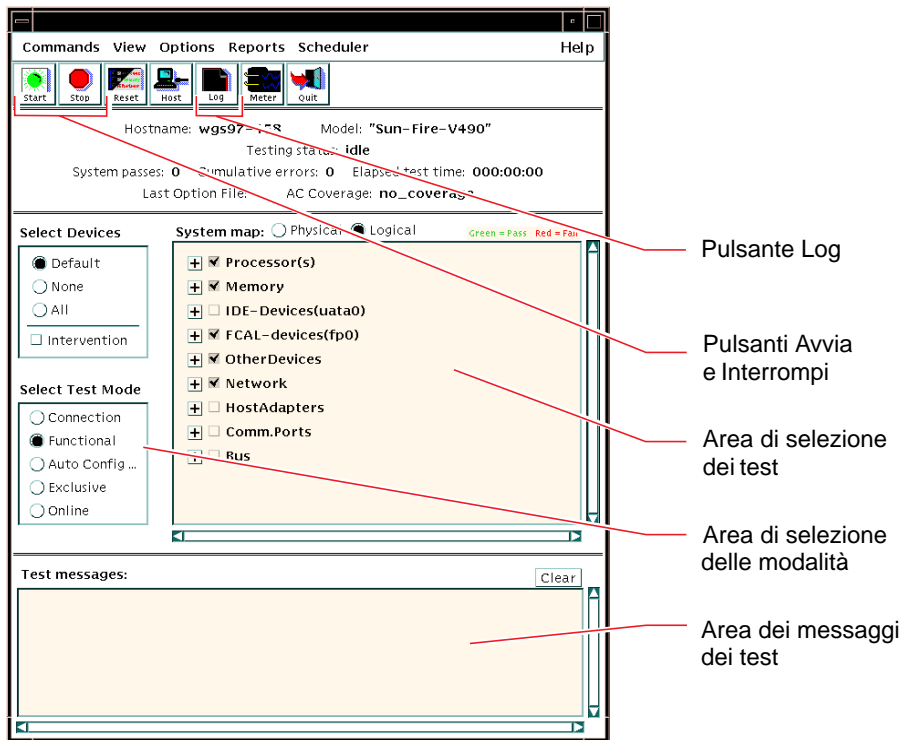 Commands View Options Reports Scheduler Help
Start Stop Reset Host Log Meter Quit
Hostname: wgs97-158 Model: "Sun-Fire-V490"
Testing status: idle
System passes: 0 Cumulative errors: 0 Elapsed test time: 000:00:00
Last Option File: AC Coverage: no_coverage
Select Devices
Default
None
All
Intervention
Select Test Mode
Connection
Functional
Auto Config ...
Exclusive
Online
System map: Physical Logical Green = Pass Red = Fail
Processor(s)
Memory
IDE-Devices(uata0)
FCAL-devices(fp0)
OtherDevices
Network
HostAdapters
Comm.Ports
Bus
Test messages: Clear
Pulsante Log
Pulsanti Avvia
e Interrompi
Area di selezione
dei test
Area di selezione
delle modalità
Area dei messaggi
dei test